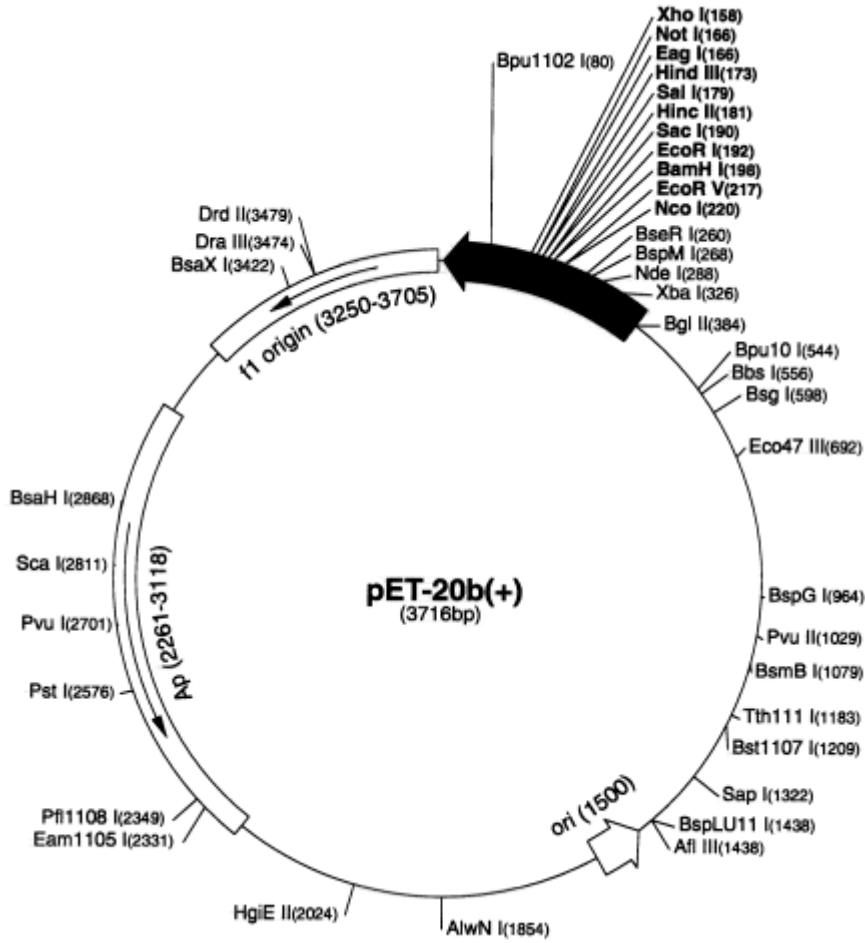 Xho I(158)
Not I(166)
Eag I(166)
Hind III(173)
Sal I(179)
Hinc II(181)
Sac I(190)
EcoR I(192)
BamH I(198)
EcoR V(217)
Nco I(220)
BseR I(260)
BspM I(268)
Nde I(288)
Xba I(326)
Bgl II(384)
Bpu10 I(544)
Bbs I(556)
Bsg I(598)
Eco47 III(692)
BspG I(964)
Pvu II(1029)
BsmB I(1079)
Tth111 I(1183)
Bst1107 I(1209)
Sap I(1322)
BspLU11 I(1438)
Afl III(1438)
AlwN I(1854)
HgiE II(2024)
Eam1105 I(2331)
Pfl1108 I(2349)
Pst I(2576)
Pvu I(2701)
Sca I(2811)
BsaH I(2868)
BsaX I(3422)
Dra III(3474)
Drd II(3479)
Bpu1102 I(80)
f1 origin (3250-3705)
Ap (2261-3118)
ori (1500)
pET-20b(+)
(3716bp)